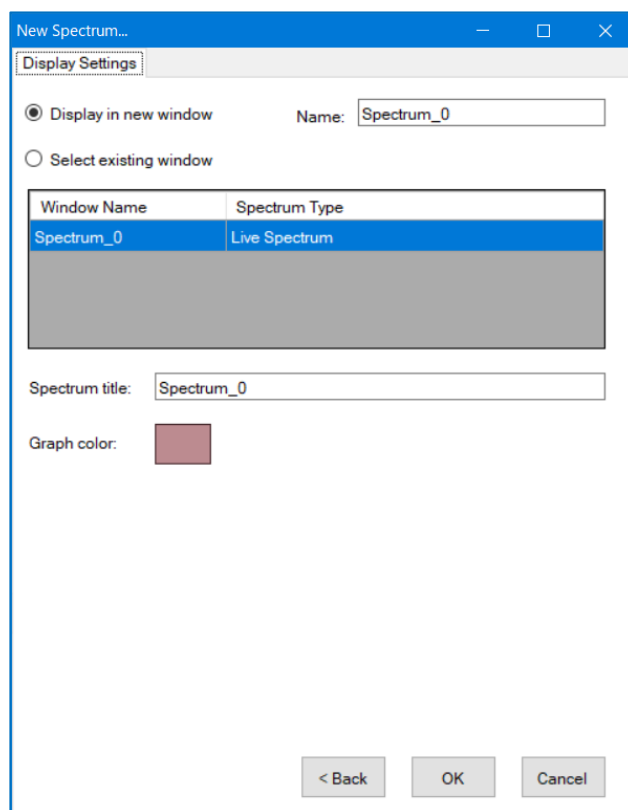 New Spectrum...
Display Settings
Display in new window
Name: Spectrum_0
Select existing window
Window Name Spectrum Type
Spectrum_0 Live Spectrum
Spectrum title: Spectrum_0
Graph color:
< Back OK Cancel